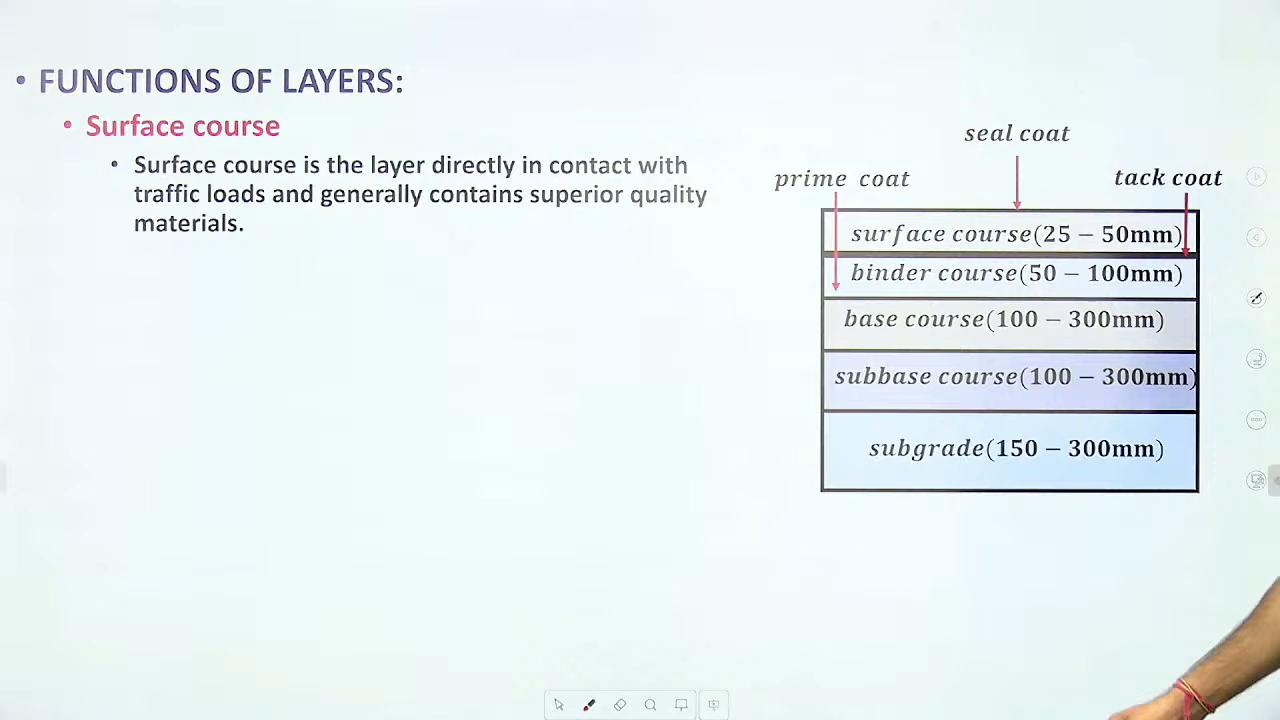 • FUNCTIONS OF LAYERS:
• Surface course
• Surface course is the layer directly in contact with
traffic loads and generally contains superior quality
materials.
seal coat
prime coat
tack coat
surface course(25 − 50mm)
binder course(50 − 100mm)
base course(100 − 300mm)
subbase course(100 − 300mm)
subgrade(150 − 300mm)